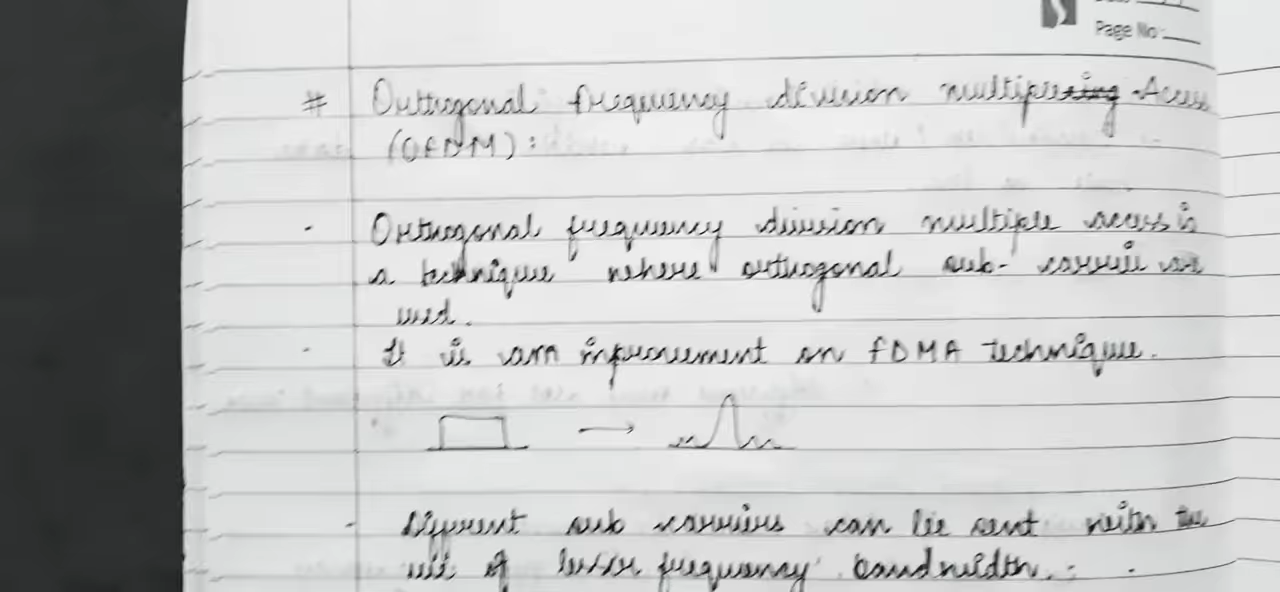 Page No:
# Orthogonal frequency division multiplexing Access
(OFDM):
. Orthogonal frequency division multiple access is
a technique where orthogonal sub- carrier are
used.
. It is an improvement on FDMA technique.
. Different sub carriers can be sent with the
use of lesser frequency bandwidth.